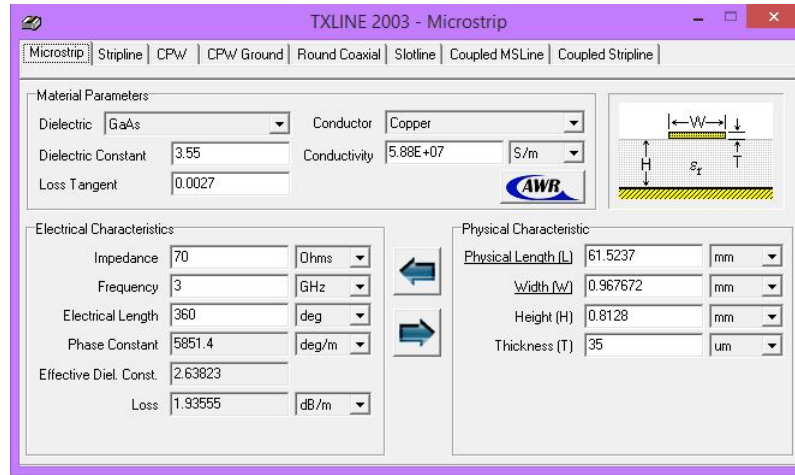 TXLINE 2003 - Microstrip
Microstrip Stripline CPW CPW Ground Round Coaxial Slotline Coupled MSLine Coupled Stripline
Material Parameters
Dielectric GaAs Conductor Copper
Dielectric Constant 3.55 Conductivity 5.88E+07 S/m
Loss Tangent 0.0027 AWR
←W→
H εr T
Electrical Characteristics
Impedance 70 Ohms
Frequency 3 GHz
Electrical Length 360 deg
Phase Constant 5851.4 deg/m
Effective Diel. Const. 2.63823
Loss 1.93555 dB/m
Physical Characteristic
Physical Length (L) 61.5237 mm
Width (W) 0.967672 mm
Height (H) 0.8128 mm
Thickness (T) 35 um